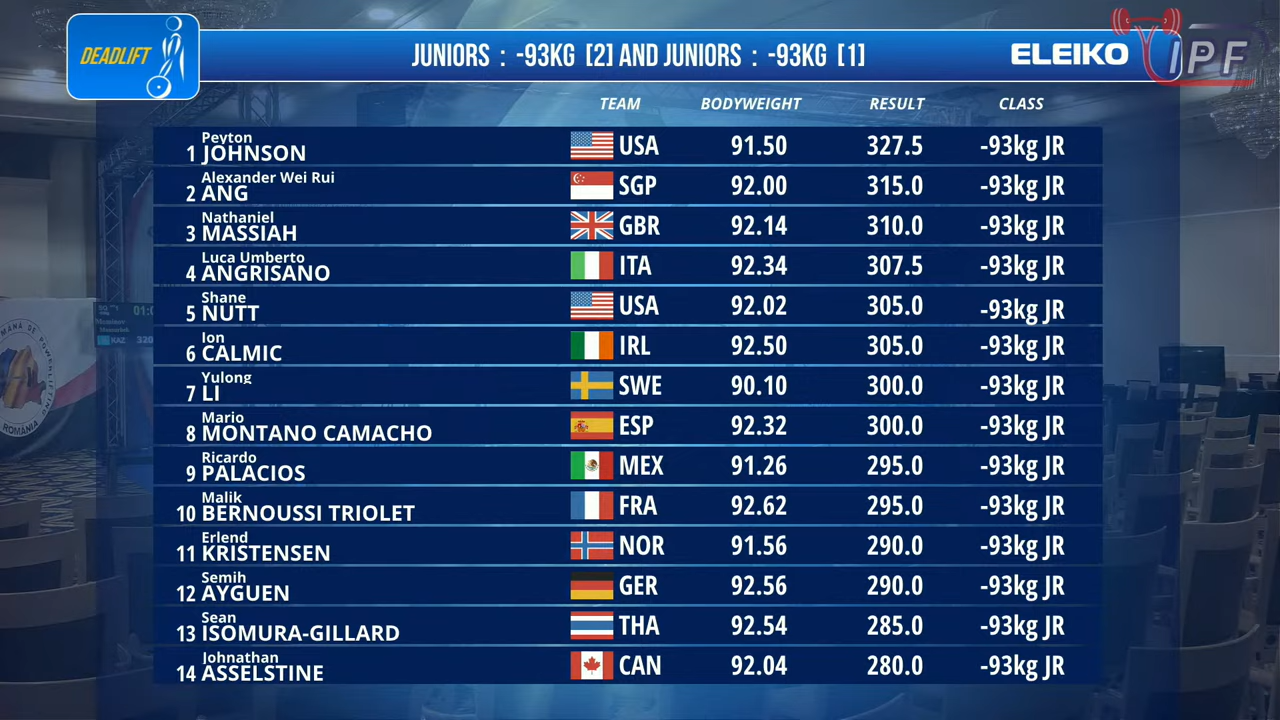 DEADLIFT
JUNIORS : -93KG [2] AND JUNIORS : -93KG [1]
ELEIKO
IPF
TEAM BODYWEIGHT RESULT CLASS
Peyton
1 JOHNSON USA 91.50 327.5 -93kg JR
Alexander Wei Rui
2 ANG SGP 92.00 315.0 -93kg JR
Nathaniel
3 MASSIAH GBR 92.14 310.0 -93kg JR
Luca Umberto
4 ANGRISANO ITA 92.34 307.5 -93kg JR
Shane
5 NUTT USA 92.02 305.0 -93kg JR
Ion
6 CALMIC IRL 92.50 305.0 -93kg JR
Yulong
7 LI SWE 90.10 300.0 -93kg JR
Mario
8 MONTANO CAMACHO ESP 92.32 300.0 -93kg JR
Ricardo
9 PALACIOS MEX 91.26 295.0 -93kg JR
Malik
10 BERNOUSSI TRIOLET FRA 92.62 295.0 -93kg JR
Erlend
11 KRISTENSEN NOR 91.56 290.0 -93kg JR
Semih
12 AYGUEN GER 92.56 290.0 -93kg JR
Sean
13 ISOMURA-GILLARD THA 92.54 285.0 -93kg JR
Johnathan
14 ASSELSTINE CAN 92.04 280.0 -93kg JR
KAZ
ROMÂNIA